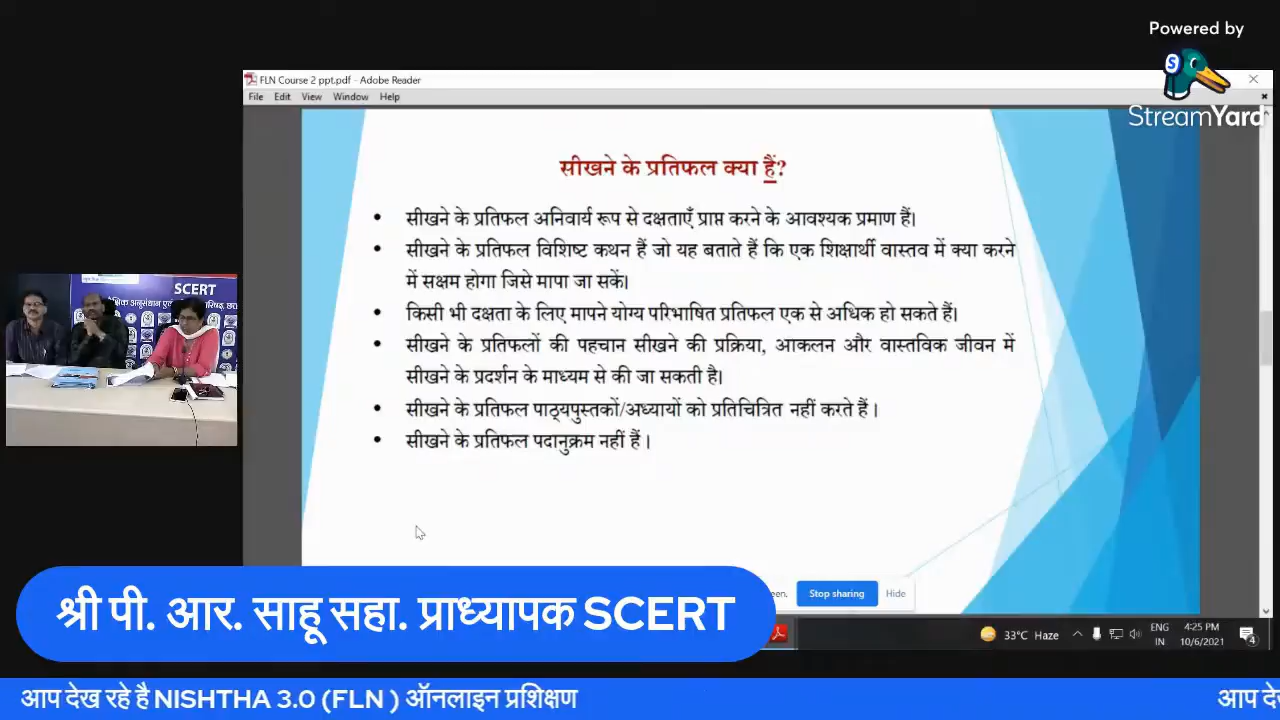 Powered by
StreamYard
FLN Course 2 ppt.pdf - Adobe Reader
File Edit View Window Help
सीखने के प्रतिफल क्या हैं?
• सीखने के प्रतिफल अनिवार्य रूप से दक्षताएँ प्राप्त करने के आवश्यक प्रमाण हैं।
• सीखने के प्रतिफल विशिष्ट कथन हैं जो यह बताते हैं कि एक शिक्षार्थी वास्तव में क्या करने
में सक्षम होगा जिसे मापा जा सकें।
• किसी भी दक्षता के लिए मापने योग्य परिभाषित प्रतिफल एक से अधिक हो सकते हैं।
• सीखने के प्रतिफलों की पहचान सीखने की प्रक्रिया, आकलन और वास्तविक जीवन में
सीखने के प्रदर्शन के माध्यम से की जा सकती है।
• सीखने के प्रतिफल पाठ्यपुस्तकों/अध्यायों को प्रतिचित्रित नहीं करते हैं।
• सीखने के प्रतिफल पदानुक्रम नहीं हैं।
SCERT
een. Stop sharing Hide
श्री पी. आर. साहू सहा. प्राध्यापक SCERT
33°C Haze
ENG
IN
4:25 PM
10/6/2021
4
आप देख रहे है NISHTHA 3.0 (FLN ) ऑनलाइन प्रशिक्षण
आप दे